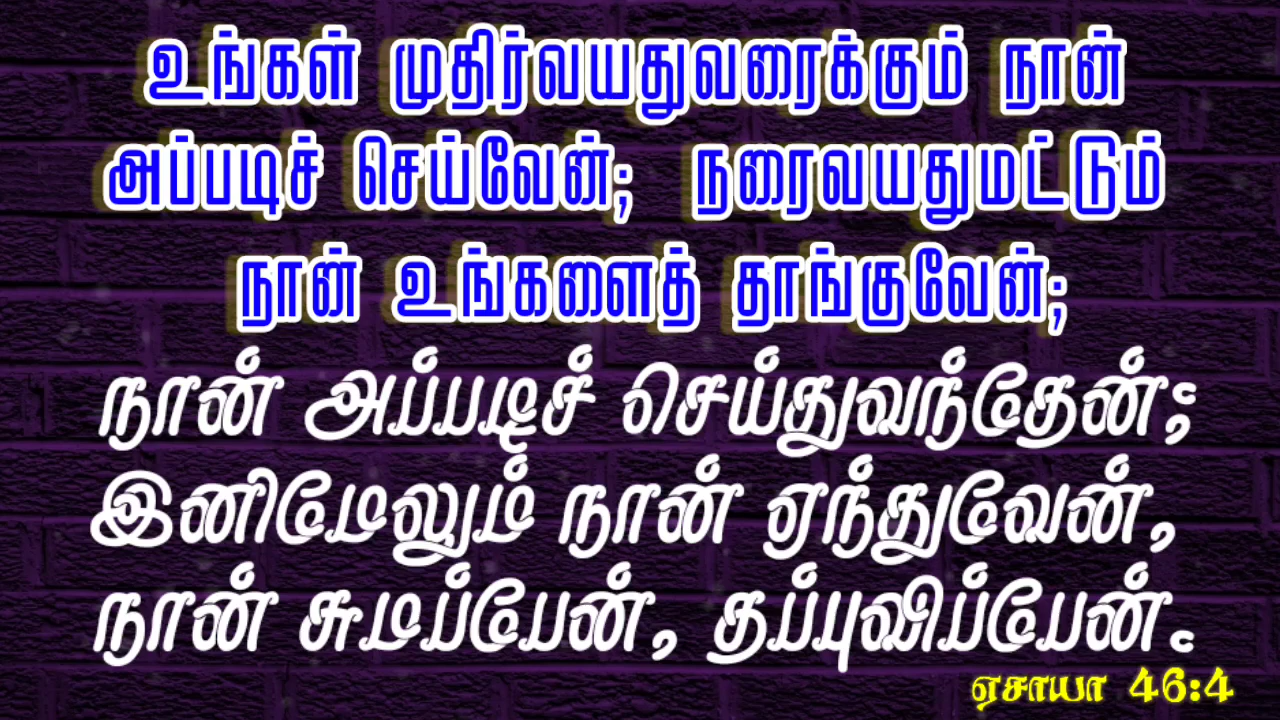 உங்கள் முதிர்வயதுவரைக்கும் நான்
அப்படிச் செய்வேன்; நரைவயதுமட்டும்
நான் உங்களைத் தாங்குவேன்;
நான் அப்படிச் செய்துவந்தேன்;
இனிமேலும் நான் ஏந்துவேன்,
நான் சுமப்பேன், தப்புவிப்பேன்.
ஏசாயா 46:4